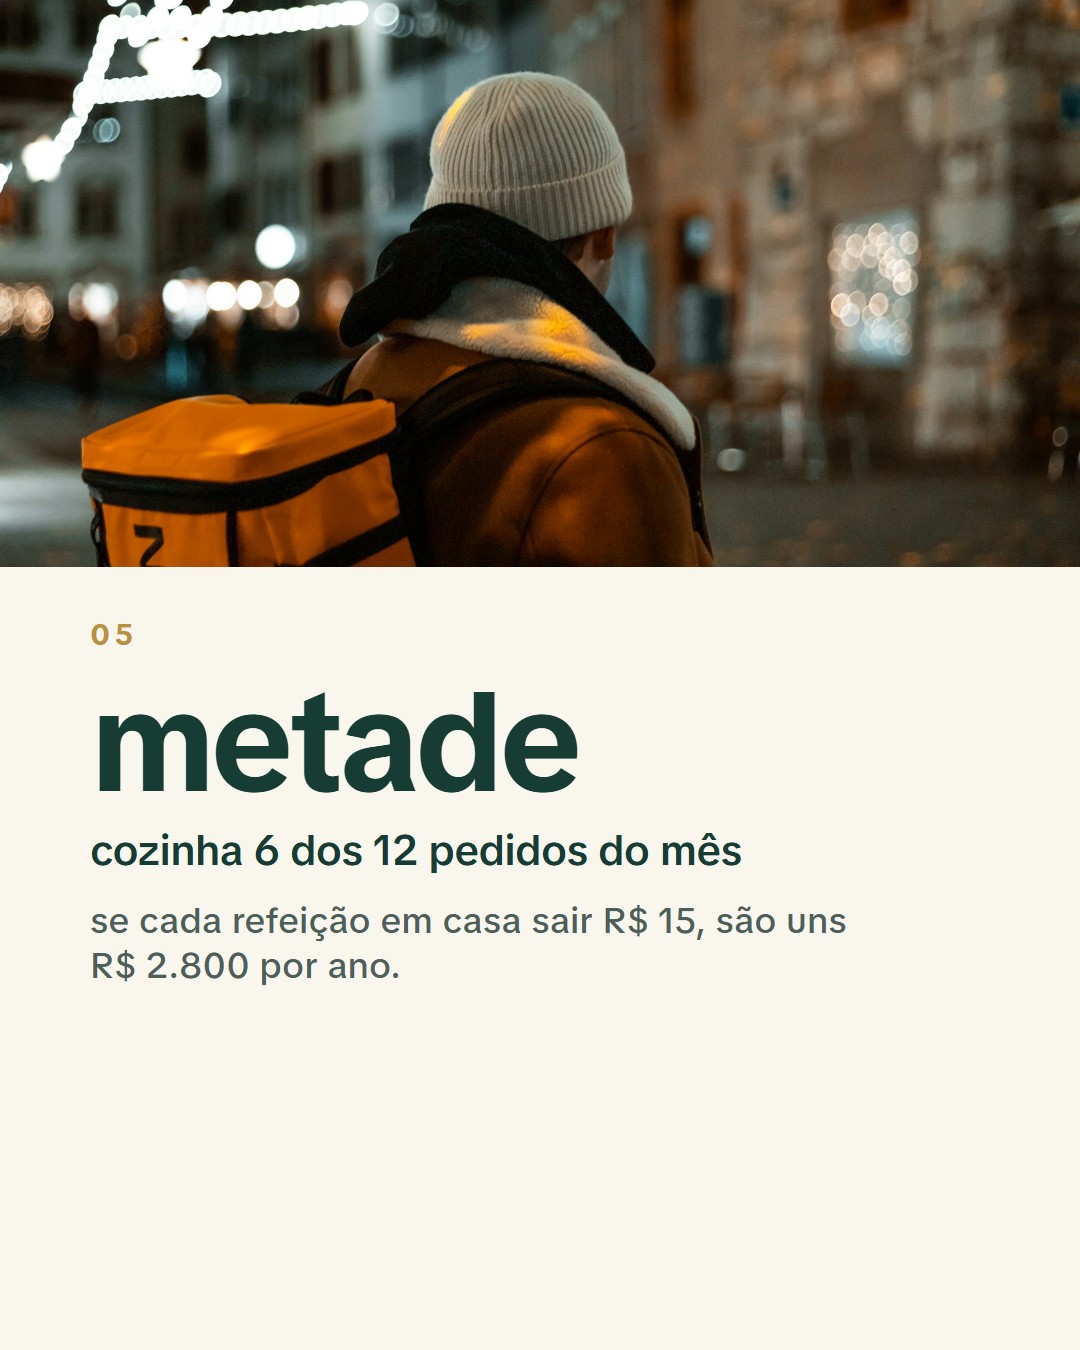 05
metade
cozinha 6 dos 12 pedidos do mês
se cada refeição em casa sair R$ 15, são uns
R$ 2.800 por ano.